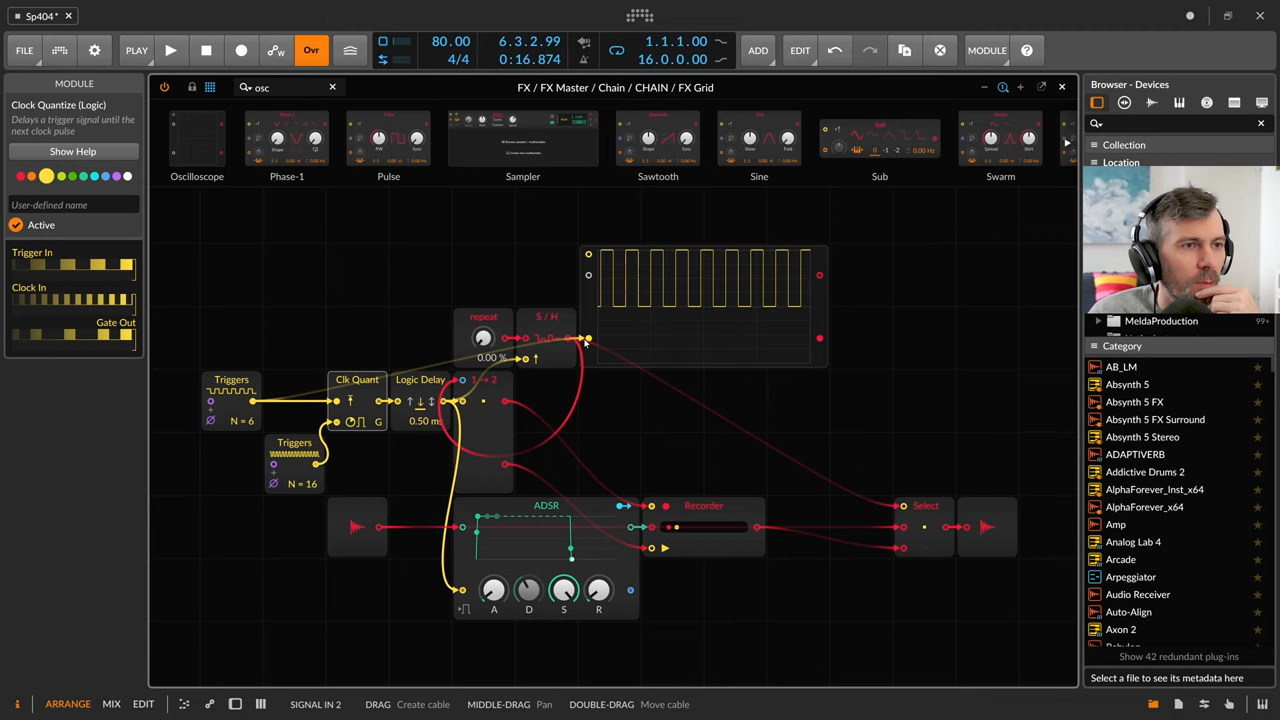 Sp404*
FILE
PLAY
Ovr
80.00
4/4
6.3.2.99
0:16.874
1.1.1.00
16.0.0.00
ADD
EDIT
MODULE
MODULE
Clock Quantize (Logic)
Delays a trigger signal until the
next clock pulse
Show Help
User-defined name
Active
Trigger In
Clock In
Gate Out
osc
FX / FX Master / Chain / CHAIN / FX Grid
Oscilloscope
Phase-1
Pulse
Sampler
Sawtooth
Sine
Sub
Swarm
repeat
S / H
0.00 %
Triggers
N = 6
Clk Quant
G
Logic Delay
0.50 ms
1 → 2
Triggers
N = 16
ADSR
A
D
S
R
Recorder
Select
Browser - Devices
Collection
Location
MeldaProduction
99+
Category
AB_LM
Absynth 5
Absynth 5 FX
Absynth 5 FX Surround
Absynth 5 Stereo
ADAPTIVERB
Addictive Drums 2
AlphaForever_Inst_x64
AlphaForever_x64
Amp
Analog Lab 4
Arcade
Arpeggiator
Audio Receiver
Auto-Align
Axon 2
Show 42 redundant plug-ins
Select a file to see its metadata here
ARRANGE
MIX
EDIT
SIGNAL IN 2
DRAG Create cable
MIDDLE-DRAG Pan
DOUBLE-DRAG Move cable